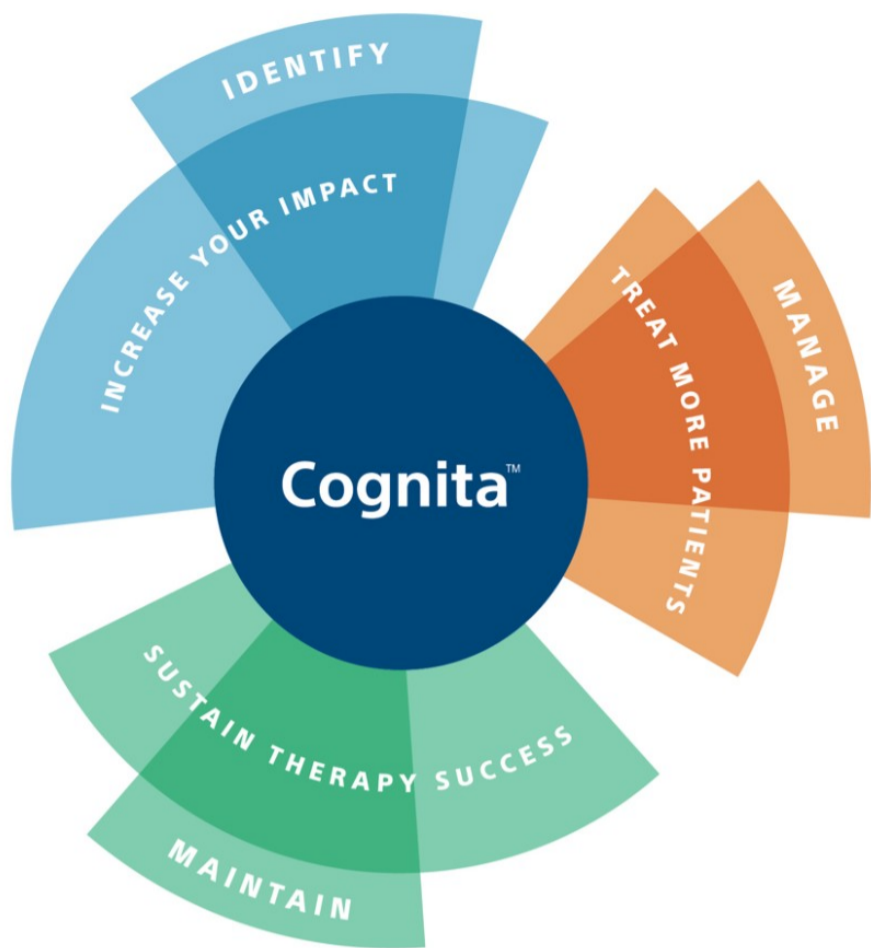 IDENTIFY
INCREASE YOUR IMPACT
MANAGE
TREAT MORE PATIENTS
Cognita™
SUSTAIN THERAPY SUCCESS
MAINTAIN